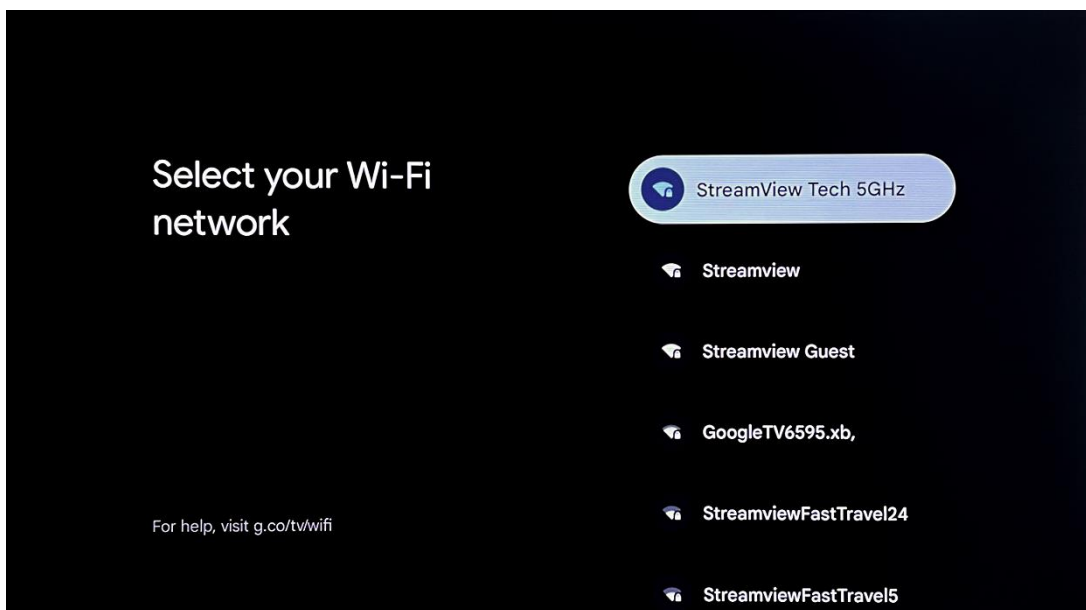 Select your Wi-Fi
network
For help, visit g.co/tv/wifi
StreamView Tech 5GHz
Streamview
Streamview Guest
GoogleTV6595.xb,
StreamviewFastTravel24
StreamviewFastTravel5